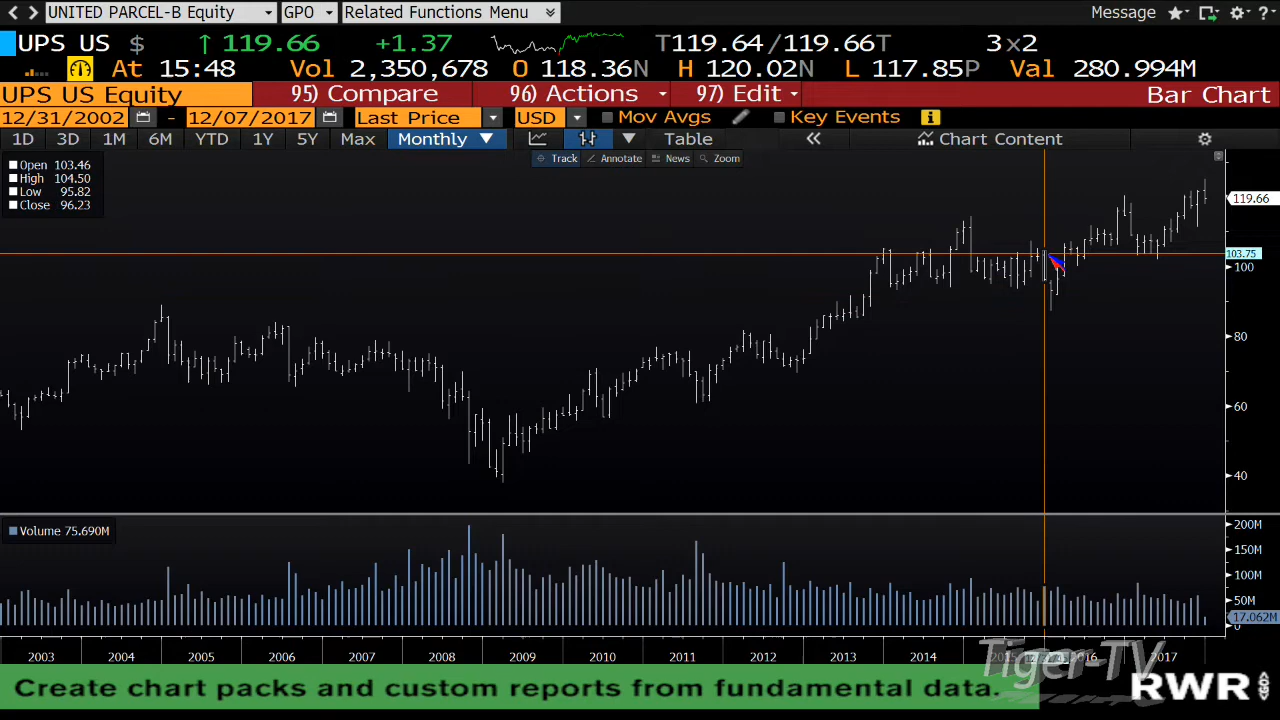 UNITED PARCEL-B Equity GPO Related Functions Menu Message ?
UPS US $ ↑ 119.66 +1.37 T119.64/119.66T 3x2
At 15:48 Vol 2,350,678 O 118.36N H 120.02N L 117.85P Val 280.994M
UPS US Equity 95) Compare 96) Actions 97) Edit Bar Chart
12/31/2002 - 12/07/2017 Last Price USD Mov Avgs Key Events i
1D 3D 1M 6M YTD 1Y 5Y Max Monthly Table « Chart Content
Track Annotate News Zoom
Open 103.46
High 104.50
Low 95.82
Close 96.23
119.66
103.75
100
80
60
40
Volume 75.690M
200M
150M
100M
50M
17.062M
0
2003 2004 2005 2006 2007 2008 2009 2010 2011 2012 2013 2014 2015 2016 2017
Tiger-TV
Create chart packs and custom reports from fundamental data.
RWR <GO>